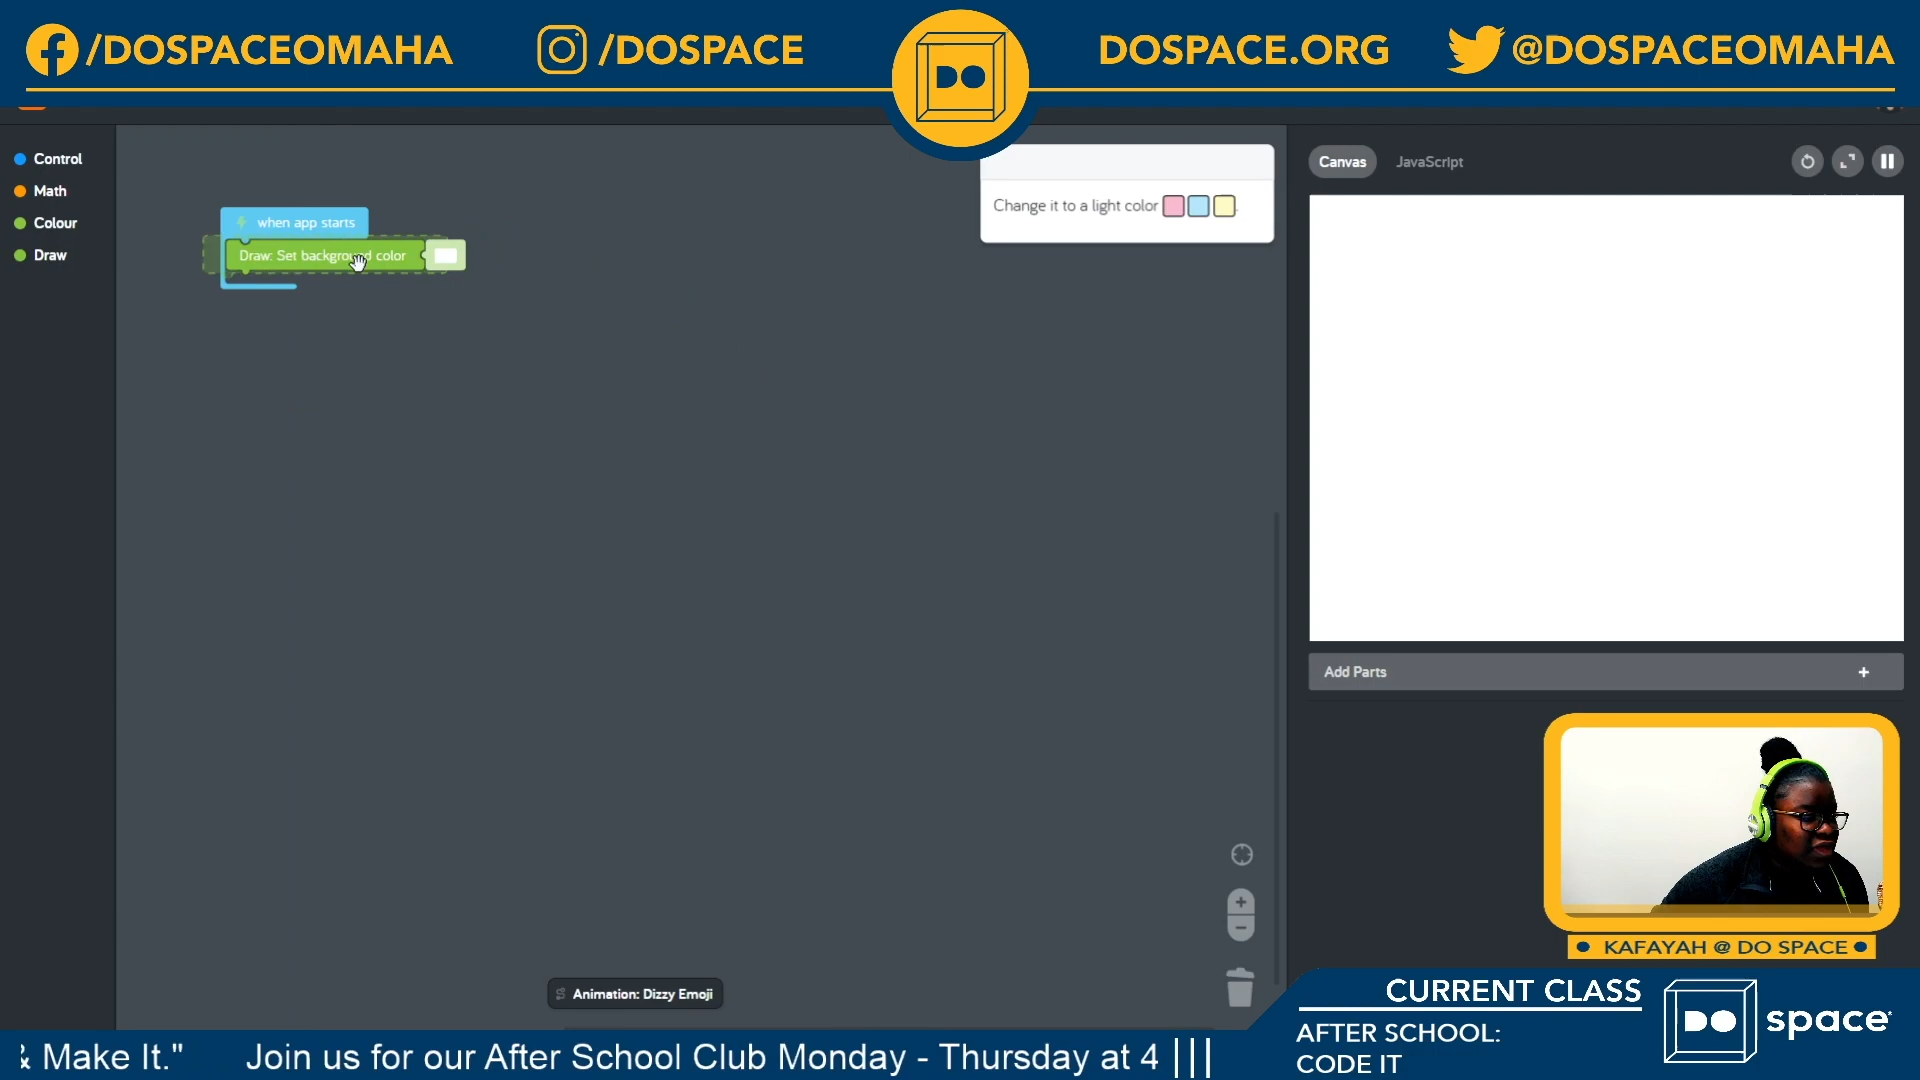 /DOSPACEOMAHA
/DOSPACE
DO
DOSPACE.ORG
@DOSPACEOMAHA
Control
Math
Colour
Draw
when app starts
Draw: Set background color
Change it to a light color
Canvas
JavaScript
Add Parts +
KAFAYAH @ DO SPACE
Animation: Dizzy Emoji
CURRENT CLASS
AFTER SCHOOL:
CODE IT
DO space
& Make It." Join us for our After School Club Monday - Thursday at 4 |||